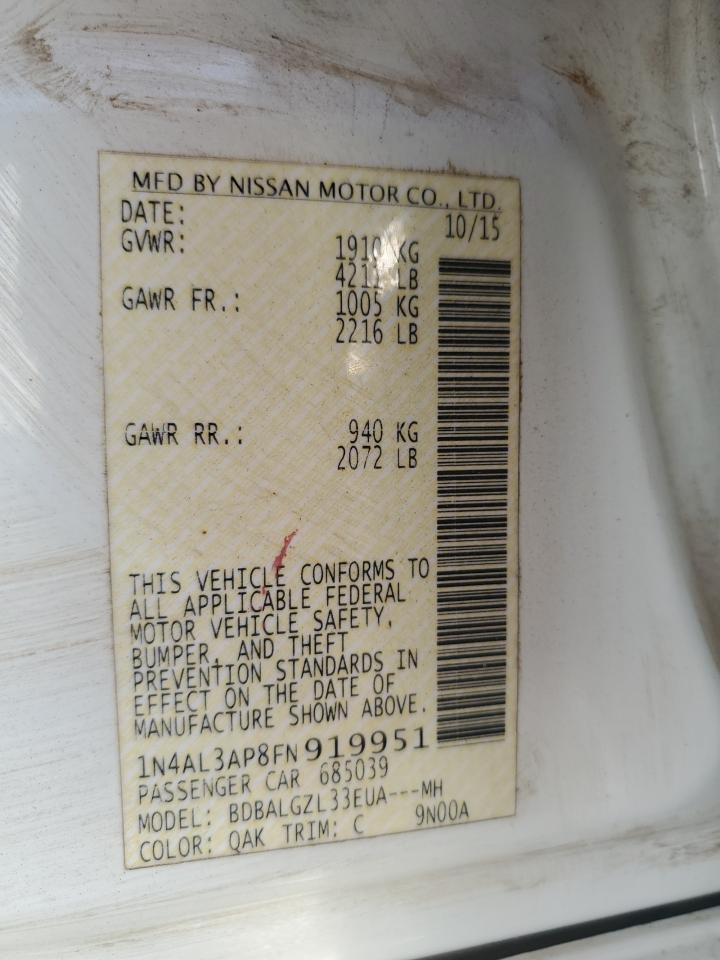 MFD BY NISSAN MOTOR CO., LTD.
DATE: 10/15
GVWR: 1910 KG
4211 LB
GAWR FR.: 1005 KG
2216 LB
GAWR RR.: 940 KG
2072 LB
THIS VEHICLE CONFORMS TO
ALL APPLICABLE FEDERAL
MOTOR VEHICLE SAFETY,
BUMPER, AND THEFT
PREVENTION STANDARDS IN
EFFECT ON THE DATE OF
MANUFACTURE SHOWN ABOVE.
1N4AL3AP8FN919951
PASSENGER CAR 685039
MODEL: BDBALGZL33EUA---MH
COLOR: QAK TRIM: C 9N00A